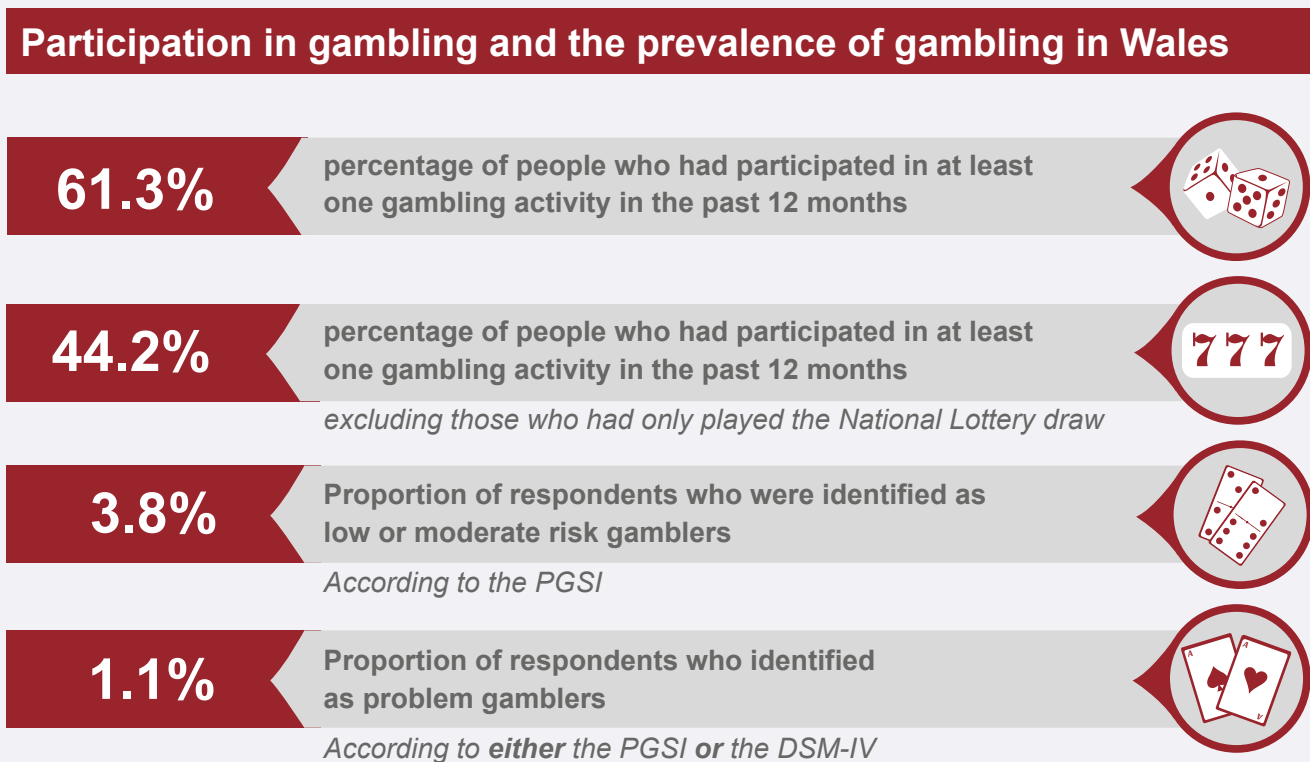 Participation in gambling and the prevalence of gambling in Wales
61.3%
percentage of people who had participated in at least
one gambling activity in the past 12 months
44.2%
percentage of people who had participated in at least
one gambling activity in the past 12 months
excluding those who had only played the National Lottery draw
777
3.8%
Proportion of respondents who were identified as
low or moderate risk gamblers
According to the PGSI
1.1%
Proportion of respondents who identified
as problem gamblers
According to either the PGSI or the DSM-IV
A
A
A